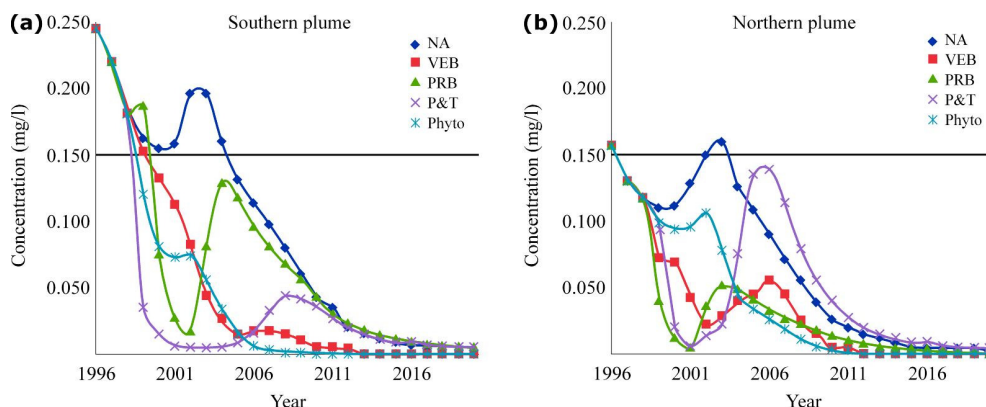 (a)
Southern plume
0.250
0.200
0.150
0.100
0.050
Concentration (mg/l)
NA
VEB
PRB
P&T
Phyto
1996
2001
2006
2011
2016
Year
(b)
Northern plume
0.250
0.200
0.150
0.100
0.050
Concentration (mg/l)
NA
VEB
PRB
P&T
Phyto
1996
2001
2006
2011
2016
Year